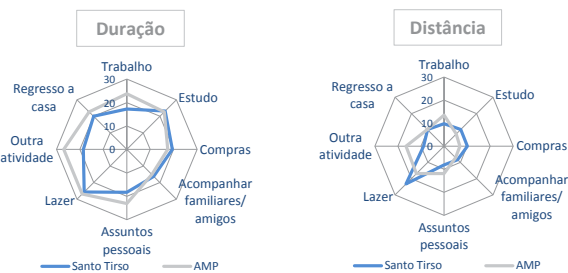 Duração
Trabalho
Estudo
Compras
Acompanhar
familiares/
amigos
Assuntos
pessoais
Lazer
Outra
atividade
Regresso a
casa
30
20
10
0
Santo Tirso
AMP
Distância
Trabalho
Estudo
Compras
Acompanhar
familiares/
amigos
Assuntos
pessoais
Lazer
Outra
atividade
Regresso a
casa
30
20
10
0
Santo Tirso
AMP